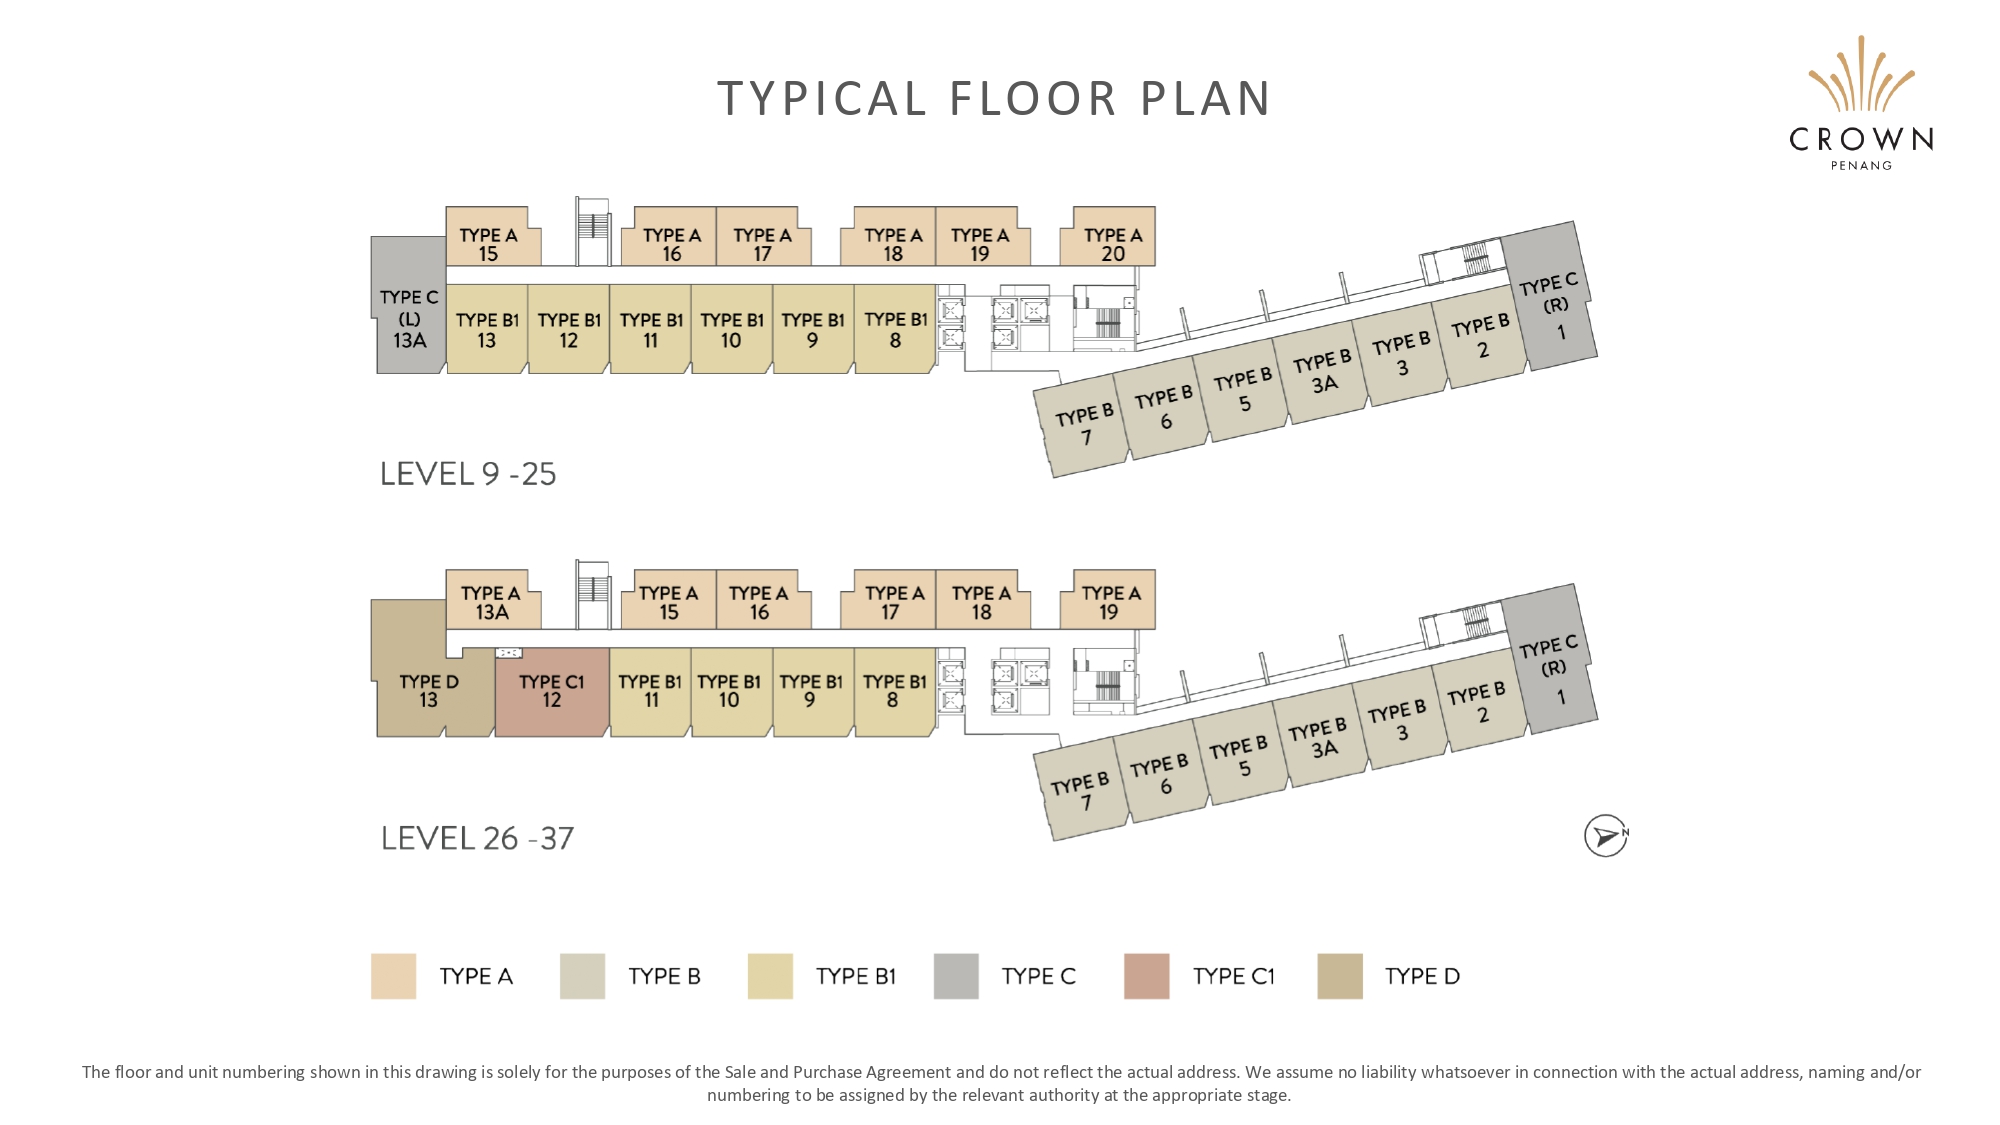 TYPICAL FLOOR PLAN
CROWN
PENANG
TYPE A
15
TYPE A
16
TYPE A
17
TYPE A
18
TYPE A
19
TYPE A
20
TYPE C
(L)
13A
TYPE B1
13
TYPE B1
12
TYPE B1
11
TYPE B1
10
TYPE B1
9
TYPE B1
8
TYPE B
7
TYPE B
6
TYPE B
5
TYPE B
3A
TYPE B
3
TYPE B
2
TYPE C
(R)
1
LEVEL 9 -25
TYPE A
13A
TYPE A
15
TYPE A
16
TYPE A
17
TYPE A
18
TYPE A
19
TYPE D
13
TYPE C1
12
TYPE B1
11
TYPE B1
10
TYPE B1
9
TYPE B1
8
TYPE B
7
TYPE B
6
TYPE B
5
TYPE B
3A
TYPE B
3
TYPE B
2
TYPE C
(R)
1
LEVEL 26 -37
N
TYPE A
TYPE B
TYPE B1
TYPE C
TYPE C1
TYPE D
The floor and unit numbering shown in this drawing is solely for the purposes of the Sale and Purchase Agreement and do not reflect the actual address. We assume no liability whatsoever in connection with the actual address, naming and/or
numbering to be assigned by the relevant authority at the appropriate stage.